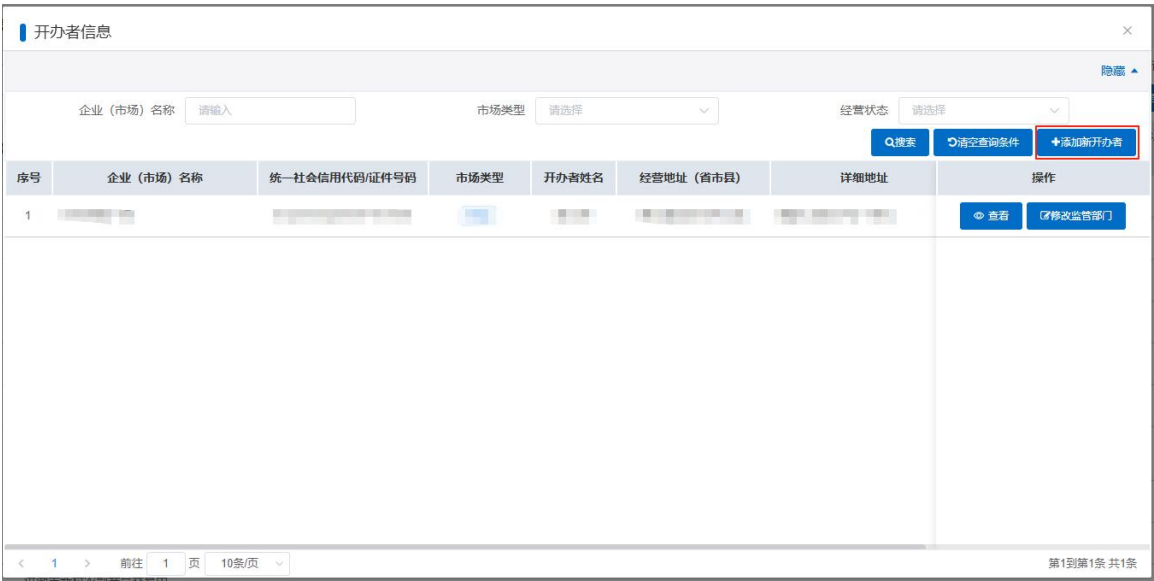 开办者信息
隐藏
企业（市场）名称 请输入 市场类型 请选择 经营状态 请选择
搜索 清空查询条件 +添加新开办者
序号 企业（市场）名称 统一社会信用代码/证件号码 市场类型 开办者姓名 经营地址（省市县） 详细地址 操作
1 查看 修改监管部门
< 1 > 前往 1 页 10条/页 第1到第1条 共1条